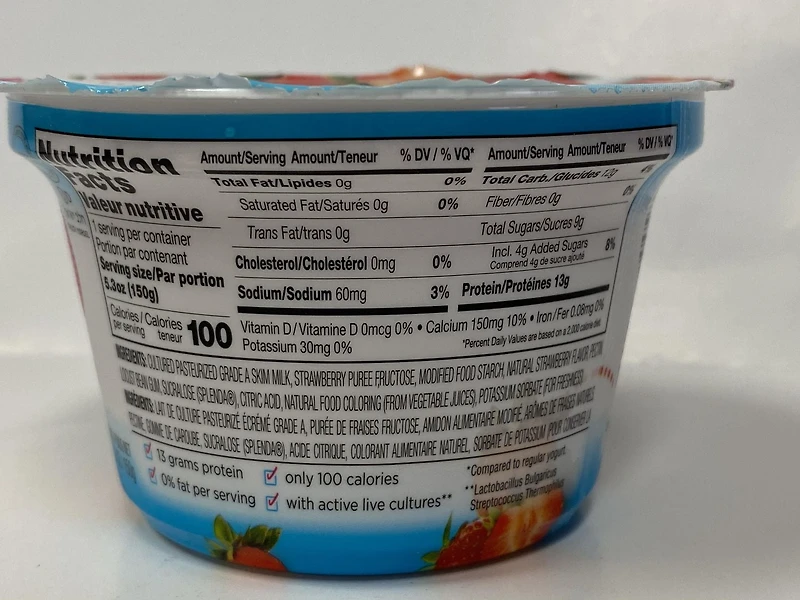 Nutrition
Facts
Valeur nutritive
1 serving per container
Portion par contenant
Serving size/Par portion
5.3oz (150g)
Calories / Calories
per serving teneur 100
Amount/Serving Amount/Teneur % DV / % VQ*
Total Fat/Lipides 0g 0%
Saturated Fat/Saturés 0g 0%
Trans Fat/trans 0g
Cholesterol/Cholestérol 0mg 0%
Sodium/Sodium 60mg 3%
Amount/Serving Amount/Teneur % DV / % VQ*
Total Carb./Glucides 12g 4%
Fiber/Fibres 0g 0%
Total Sugars/Sucres 9g
Incl. 4g Added Sugars 8%
Comprend 4g de sucre ajouté
Protein/Protéines 13g
Vitamin D / Vitamine D 0mcg 0% • Calcium 150mg 10% • Iron / Fer 0.08mg 0%
Potassium 30mg 0%
*Percent Daily Values are based on a 2,000 calorie diet.
INGREDIENTS: CULTURED PASTEURIZED GRADE A SKIM MILK, STRAWBERRY PUREE FRUCTOSE, MODIFIED FOOD STARCH, NATURAL STRAWBERRY FLAVOR, PECTIN,
LOCUST BEAN GUM, SUCRALOSE (SPLENDA®), CITRIC ACID, NATURAL FOOD COLORING (FROM VEGETABLE JUICES), POTASSIUM SORBATE (FOR FRESHNESS)
INGRÉDIENTS: LAIT DE CULTURE PASTEURIZÉ ÉCRÉMÉ GRADE A, PURÉE DE FRAISES FRUCTOSE, AMIDON ALIMENTAIRE MODIFIÉ, ARÔMES DE FRAISES NATURELS,
PECTINE, GOMME DE CAROUBE, SUCRALOSE (SPLENDA®), ACIDE CITRIQUE, COLORANT ALIMENTAIRE NATUREL, SORBATE DE POTASSIUM (POUR CONSERVER LA
13 grams protein
0% fat per serving
only 100 calories
with active live cultures**
*Compared to regular yogurt.
**Lactobacillus Bulgaricus
Streptococcus Thermophilus